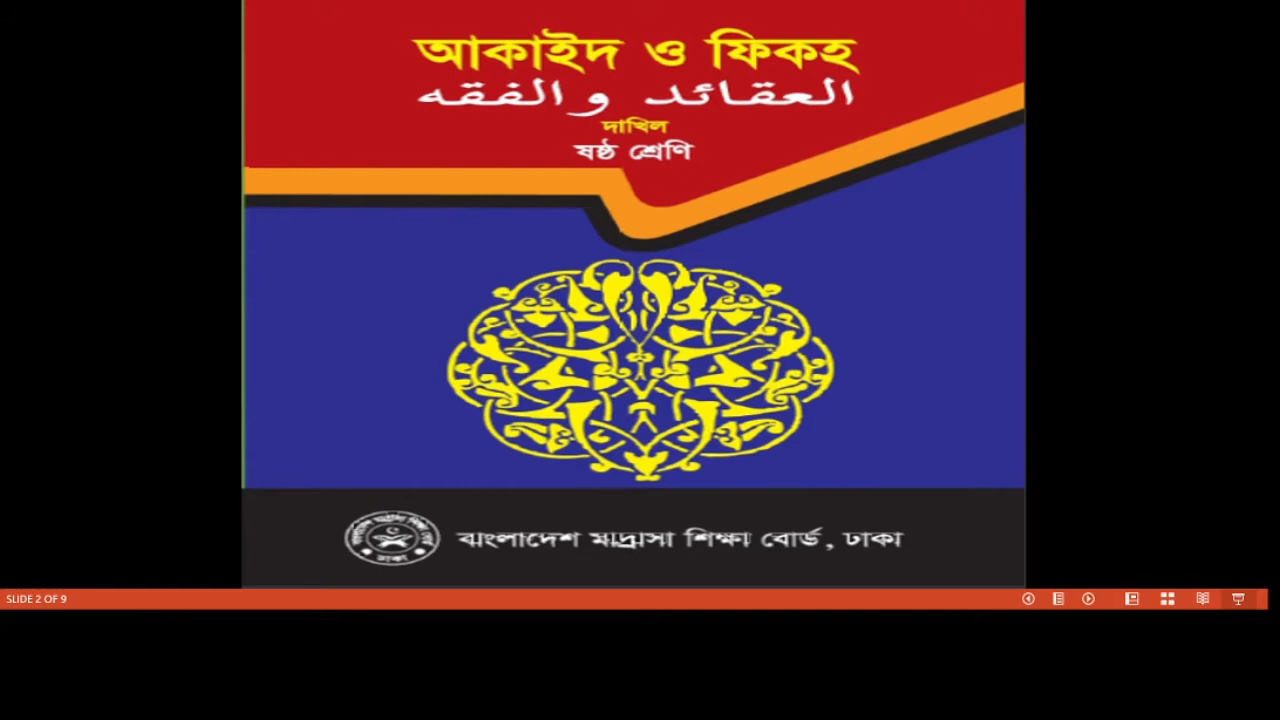 আকাইদ ও ফিকহ
العقائد والفقه
দাখিল
ষষ্ঠ শ্রেণি
বাংলাদেশ মাদ্রাসা শিক্ষা বোর্ড, ঢাকা
SLIDE 2 OF 9